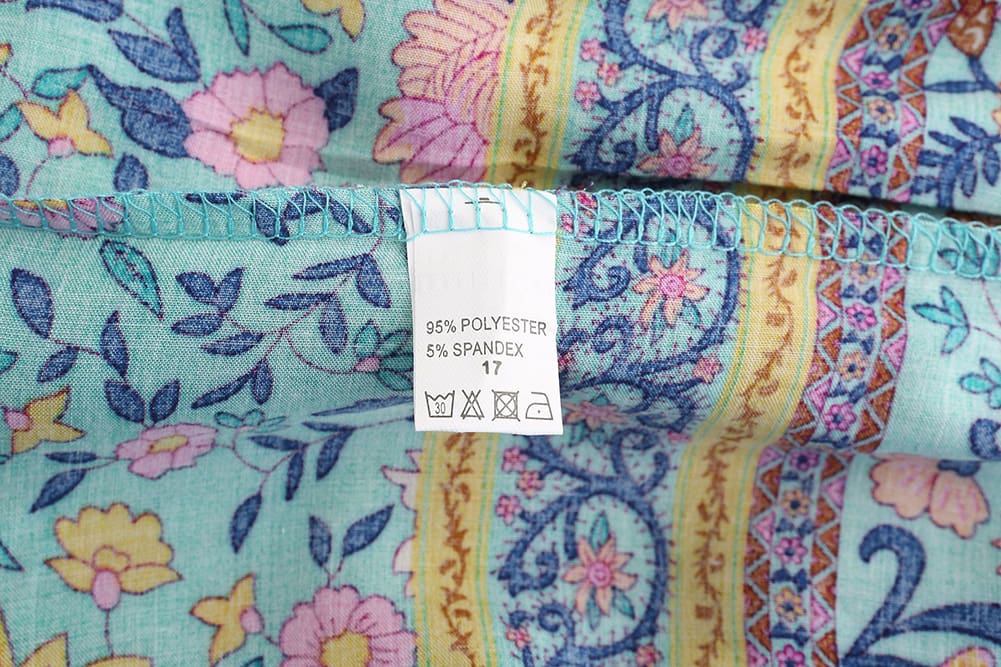 95% POLYESTER
5% SPANDEX
17
30